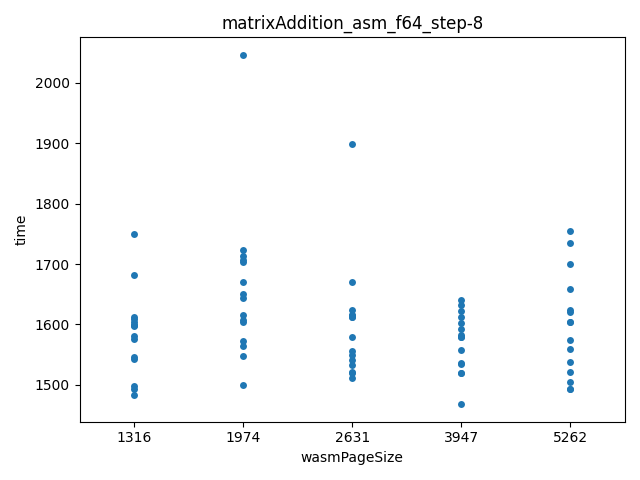 matrixAddition_asm_f64_step-8
2000
1900
1800
1700
1600
1500
time
1316 1974 2631 3947 5262
wasmPageSize